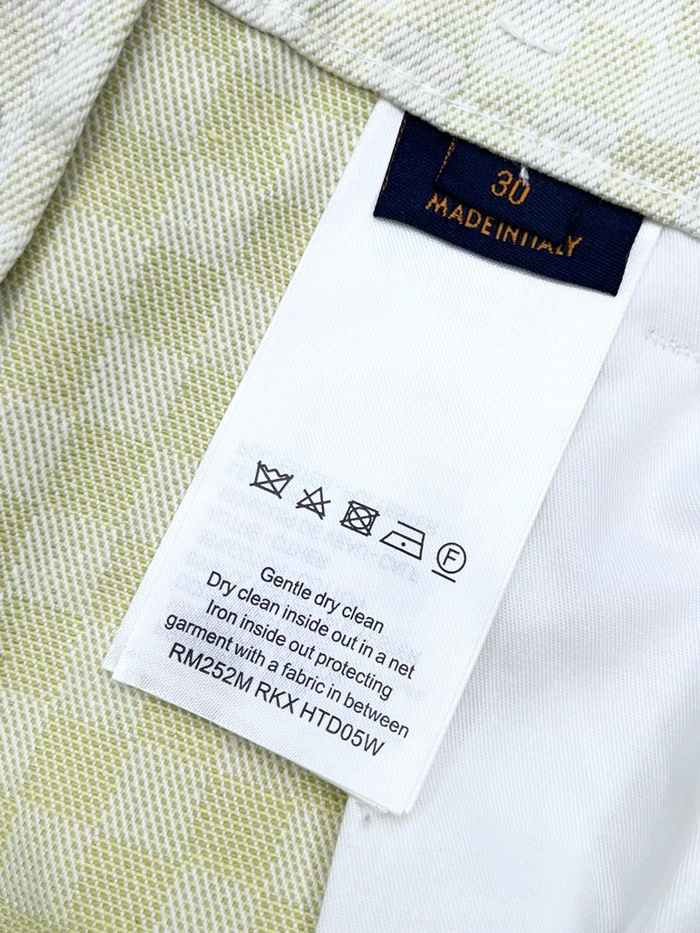 30
MADE IN ITALY
F
Gentle dry clean
Dry clean inside out in a net
Iron inside out protecting
garment with a fabric in between
RM252M RKX HTD05W